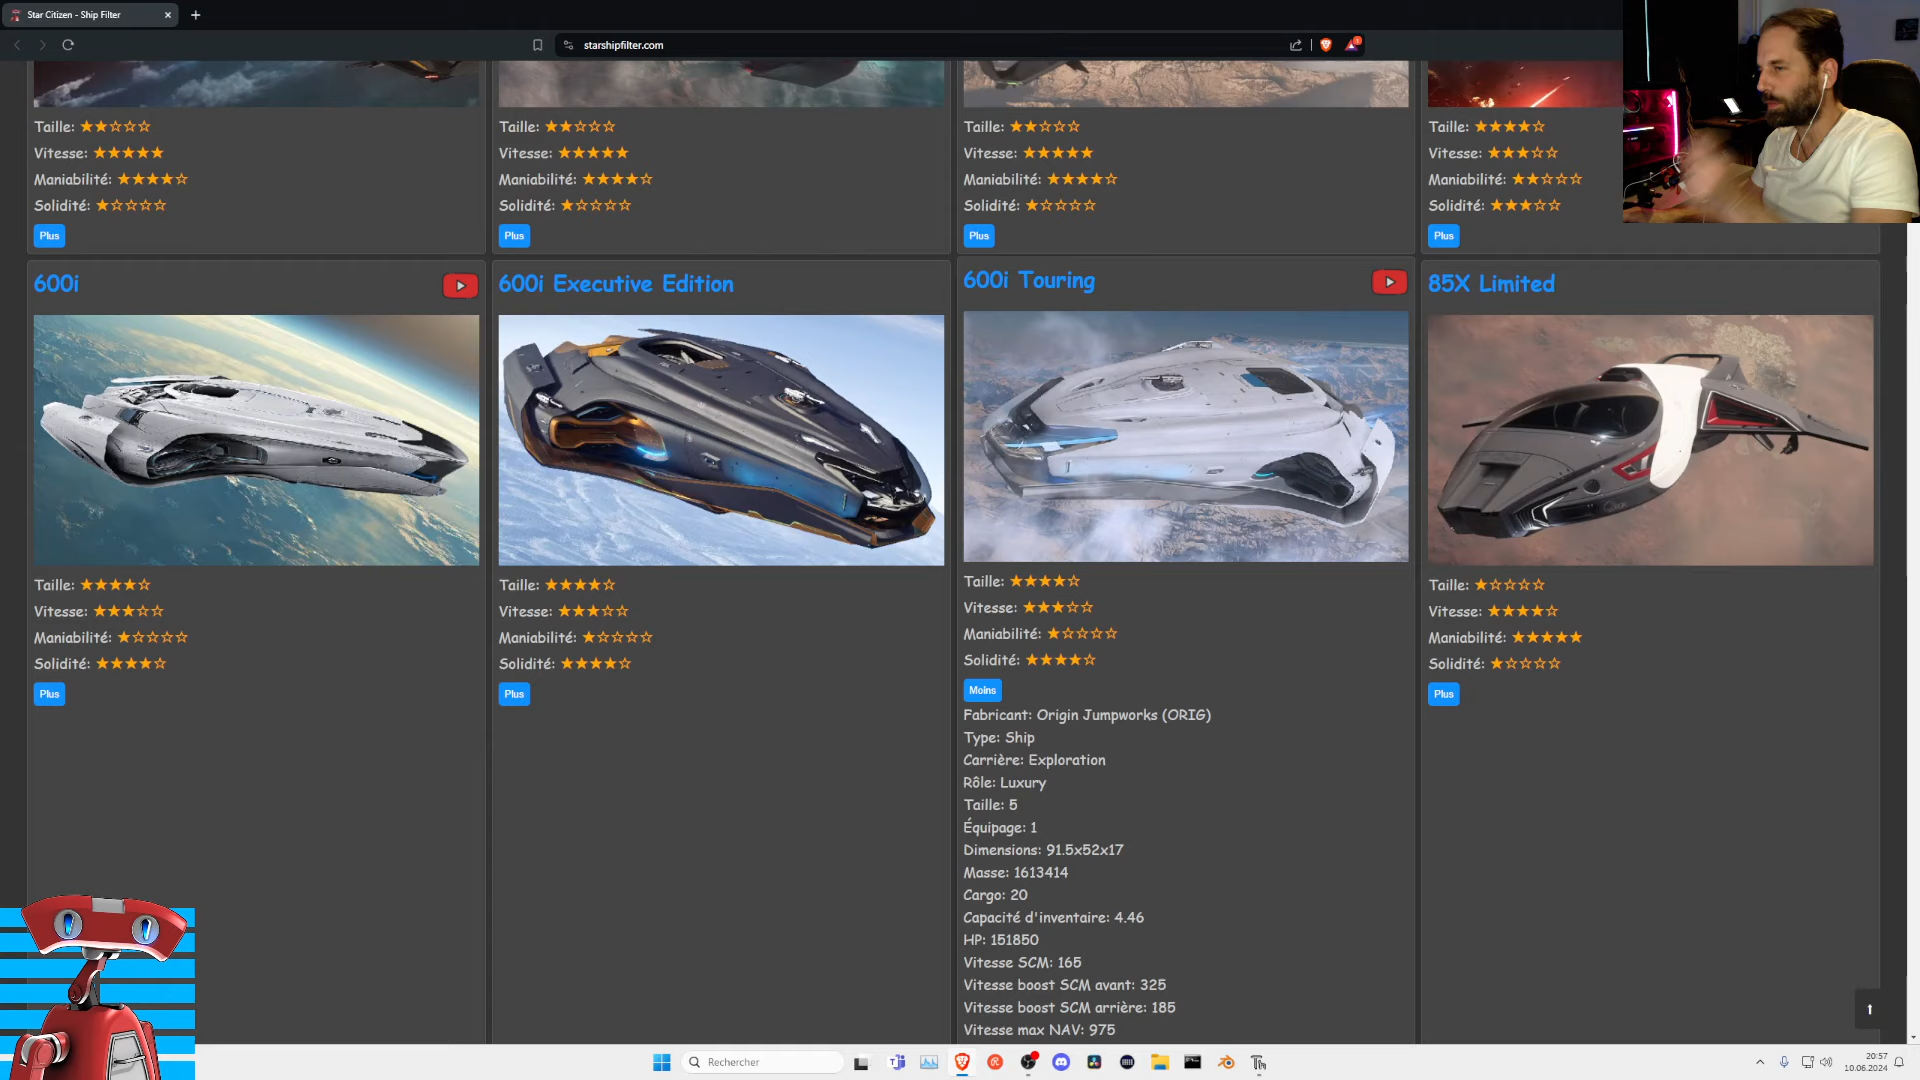 Star Citizen - Ship Filter
starshipfilter.com
Taille: ★★☆☆☆
Vitesse: ★★★★★
Maniabilité: ★★★★☆
Solidité: ★☆☆☆☆
Plus
Taille: ★★☆☆☆
Vitesse: ★★★★★
Maniabilité: ★★★★☆
Solidité: ★☆☆☆☆
Plus
Taille: ★★☆☆☆
Vitesse: ★★★★★
Maniabilité: ★★★★☆
Solidité: ★☆☆☆☆
Plus
Taille: ★★★★☆
Vitesse: ★★★☆☆
Maniabilité: ★★☆☆☆
Solidité: ★★★☆☆
Plus
600i
Taille: ★★★★☆
Vitesse: ★★★☆☆
Maniabilité: ★☆☆☆☆
Solidité: ★★★★☆
Plus
600i Executive Edition
Taille: ★★★★☆
Vitesse: ★★★☆☆
Maniabilité: ★☆☆☆☆
Solidité: ★★★★☆
Plus
600i Touring
Taille: ★★★★☆
Vitesse: ★★★☆☆
Maniabilité: ★☆☆☆☆
Solidité: ★★★★☆
Moins
Fabricant: Origin Jumpworks (ORIG)
Type: Ship
Carrière: Exploration
Rôle: Luxury
Taille: 5
Équipage: 1
Dimensions: 91.5x52x17
Masse: 1613414
Cargo: 20
Capacité d'inventaire: 4.46
HP: 151850
Vitesse SCM: 165
Vitesse boost SCM avant: 325
Vitesse boost SCM arrière: 185
Vitesse max NAV: 975
85X Limited
Taille: ★☆☆☆☆
Vitesse: ★★★★☆
Maniabilité: ★★★★★
Solidité: ★☆☆☆☆
Plus
Rechercher
20:57
10.06.2024